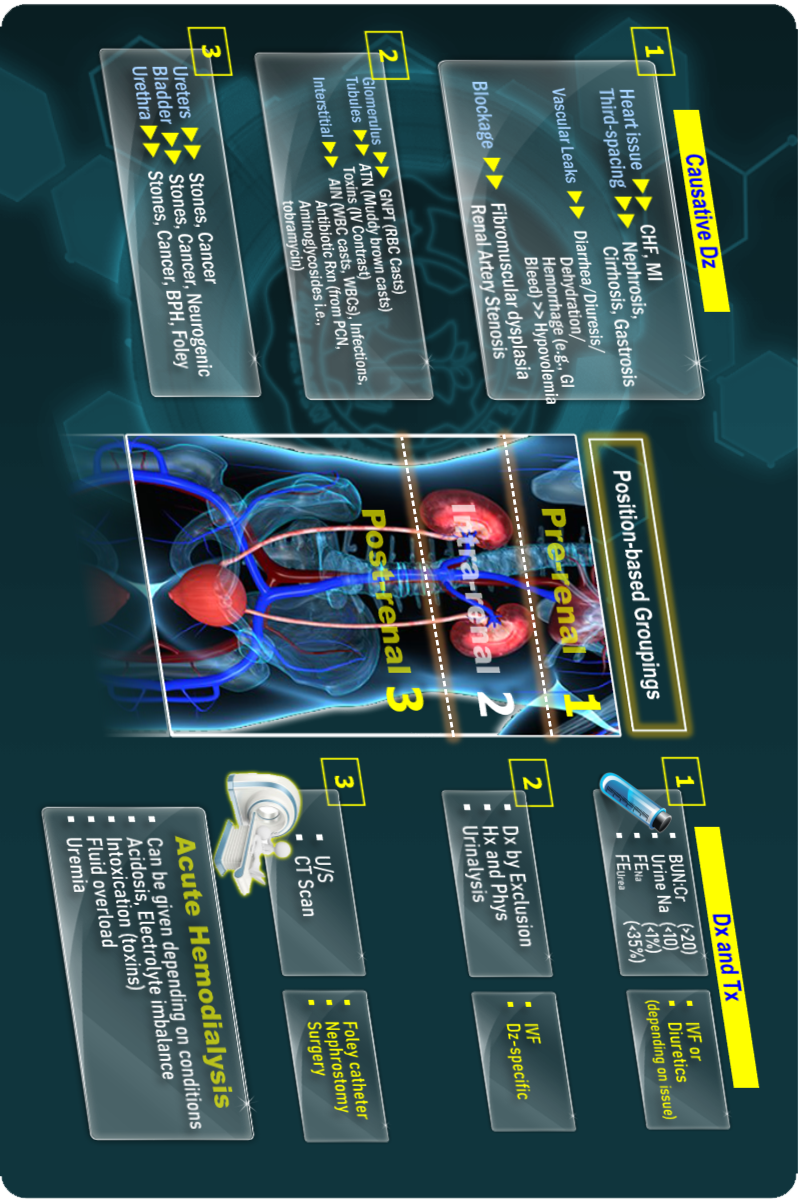 Causative Dz
1
Heart issue ▶▶ CHF, MI
Third-spacing ▶▶ Nephrosis,
Cirrhosis, Gastrosis
Vascular Leaks ▶▶ Diarrhea/Diuresis/
Dehydration/
Hemorrhage (e.g., GI
Bleed) >> Hypovolemia
Blockage ▶▶ Fibromuscular dysplasia
Renal Artery Stenosis
2
Glomerulus ▶▶ GNPT (RBC Casts)
Tubules ▶▶ ATN (Muddy brown casts)
Toxins (IV Contrast)
Interstitial ▶▶ AIN (WBC casts, WBCs), Infections,
Antibiotic Rxn (from PCN,
Aminoglycosides i.e.,
tobramycin)
3
Ureters ▶▶ Stones, Cancer
Bladder ▶▶ Stones, Cancer, Neurogenic
Urethra ▶▶ Stones, Cancer, BPH, Foley
Position-based Groupings
Pre-renal 1
Intra-renal 2
Post-renal 3
Dx and Tx
1
▪ BUN:Cr (>20)
▪ Urine Na (<10)
▪ FENa (<1%)
▪ FEUrea (<35%)
▪ IVF or
▪ Diuretics
(depending on issue)
2
▪ Dx by Exclusion
▪ Hx and Phys
▪ Urinalysis
▪ IVF
▪ Dz-specific
3
▪ U/S
▪ CT Scan
▪ Foley catheter
▪ Nephrostomy
▪ Surgery
Acute Hemodialysis
▪ Can be given depending on conditions
▪ Acidosis, Electrolyte imbalance
▪ Intoxication (toxins)
▪ Fluid overload
▪ Uremia